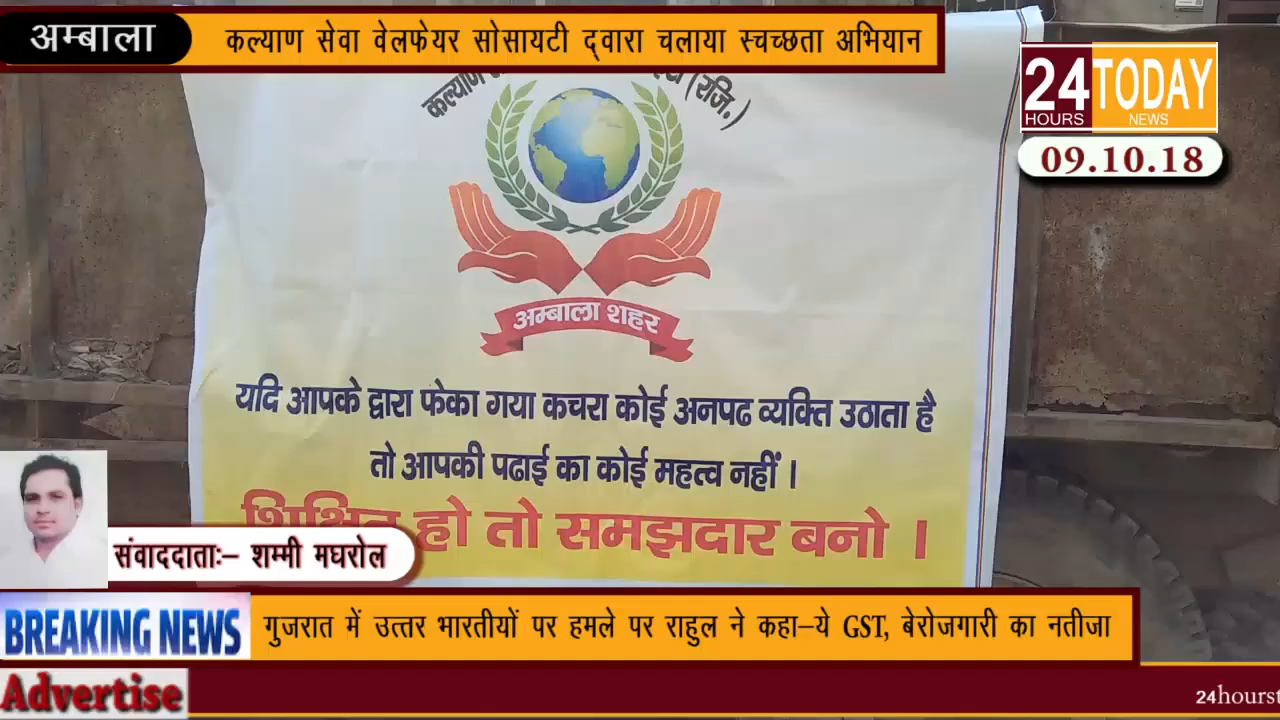 अम्बाला
कल्याण सेवा वेलफेयर सोसायटी द्वारा चलाया स्चच्छता अभियान
24 TODAY
HOURS NEWS
09.10.18
कल्याण
(रजि.)
अम्बाला शहर
यदि आपके द्वारा फेका गया कचरा कोई अनपढ व्यक्ति उठाता है
तो आपकी पढाई का कोई महत्व नहीं ।
हो तो समझदार बनो ।
संवाददाताः– शम्मी मघरोल
BREAKING NEWS
गुजरात में उत्तर भारतीयों पर हमले पर राहुल ने कहा–ये GST, बेरोजगारी का नतीजा
Advertise
24hourst